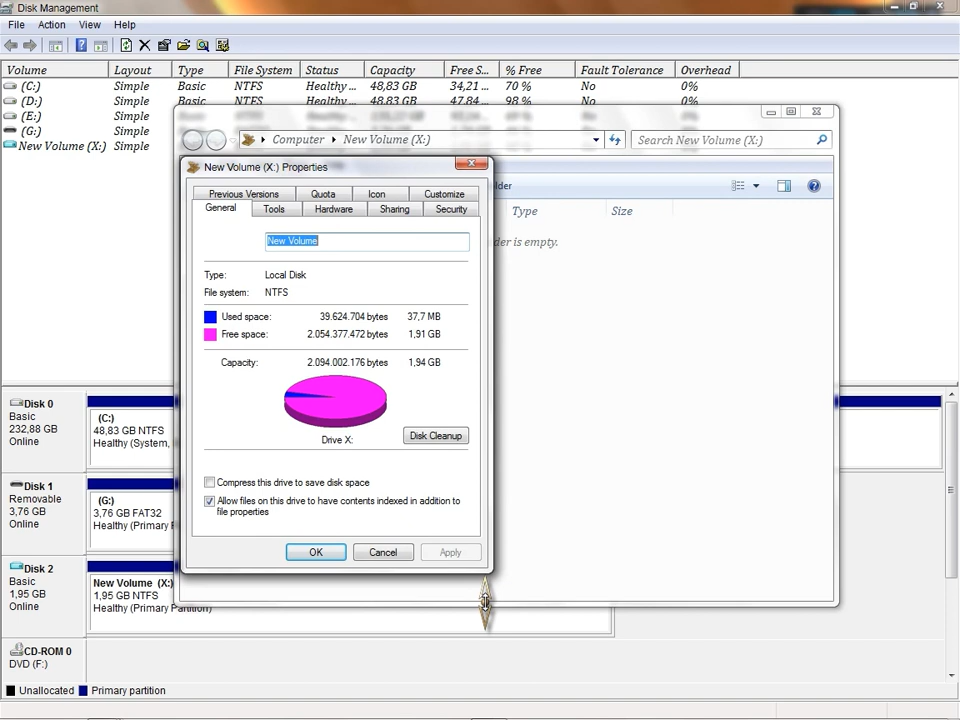 Disk Management
File Action View Help
Volume Layout Type File System Status Capacity Free S... % Free Fault Tolerance Overhead
(C:) Simple Basic NTFS Healthy ... 48,83 GB 34,21 ... 70 % No 0%
(D:) Simple Basic NTFS Healthy ... 48,83 GB 47,84 ... 98 % No 0%
(E:) Simple
(G:) Simple
New Volume (X:) Simple
Computer New Volume (X:) Search New Volume (X:)
New Volume (X:) Properties
lder
Type Size
der is empty.
Previous Versions Quota Icon Customize
General Tools Hardware Sharing Security
New Volume
Type: Local Disk
File system: NTFS
Used space: 39.624.704 bytes 37,7 MB
Free space: 2.054.377.472 bytes 1,91 GB
Capacity: 2.094.002.176 bytes 1,94 GB
Drive X:
Disk Cleanup
Compress this drive to save disk space
Allow files on this drive to have contents indexed in addition to
file properties
OK Cancel Apply
Disk 0
Basic
232,88 GB
Online
(C:)
48,83 GB NTFS
Healthy (System,
Disk 1
Removable
3,76 GB
Online
(G:)
3,76 GB FAT32
Healthy (Primary
Disk 2
Basic
1,95 GB
Online
New Volume (X:)
1,95 GB NTFS
Healthy (Primary Partition)
CD-ROM 0
DVD (F:)
Unallocated Primary partition